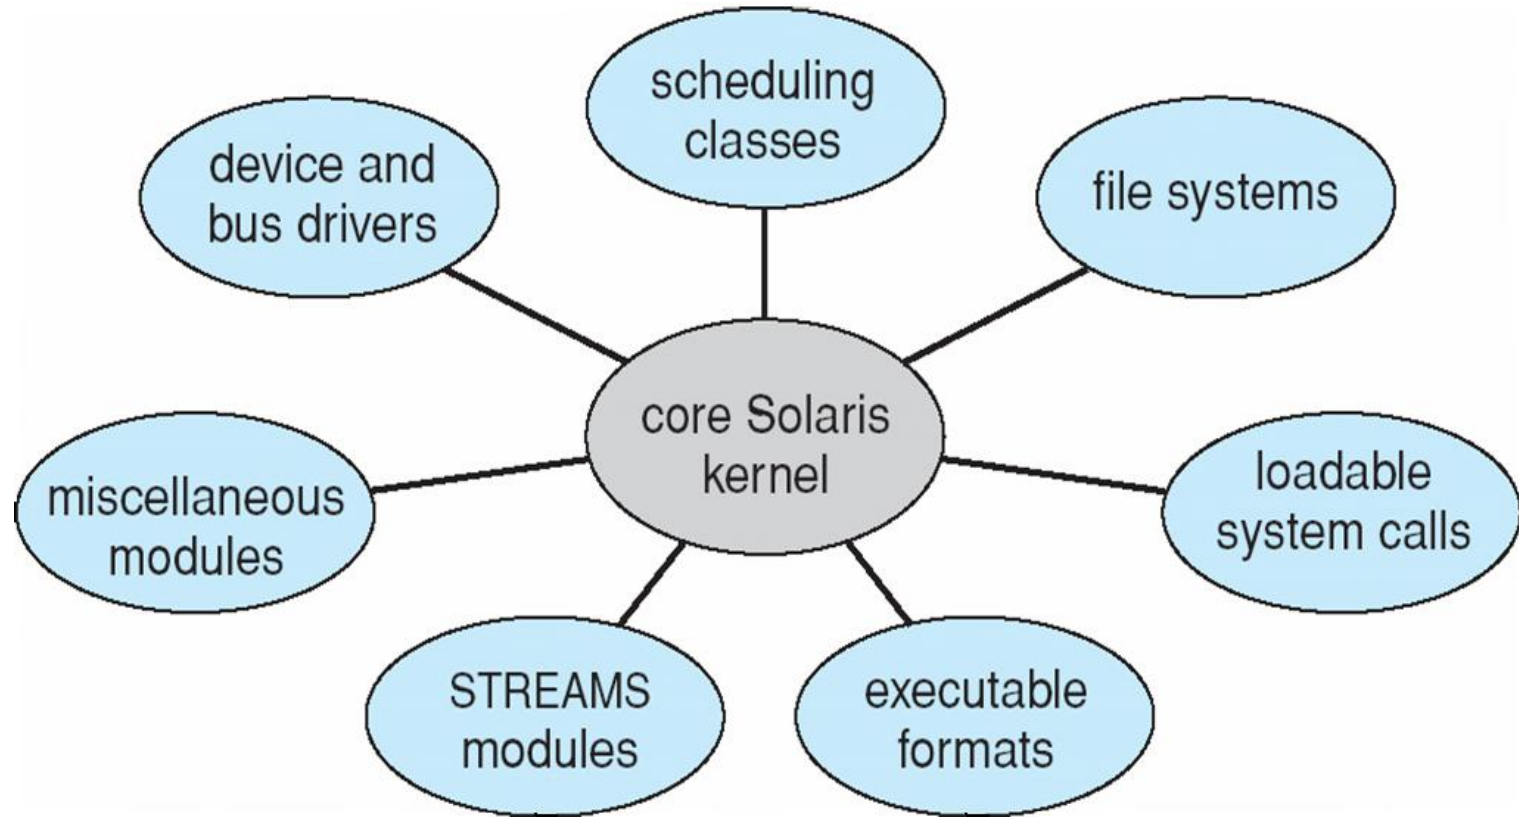 scheduling
classes
device and
bus drivers
file systems
core Solaris
kernel
miscellaneous
modules
loadable
system calls
STREAMS
modules
executable
formats